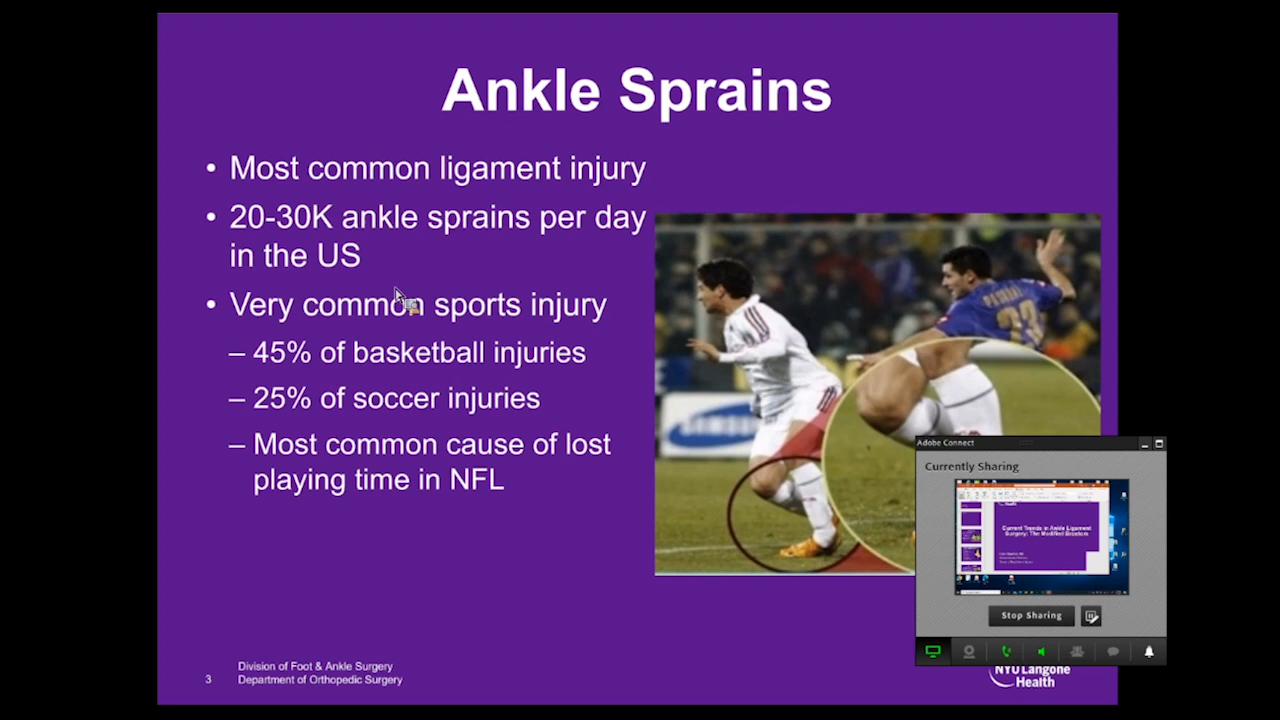 Ankle Sprains
• Most common ligament injury
• 20-30K ankle sprains per day
in the US
• Very common sports injury
– 45% of basketball injuries
– 25% of soccer injuries
– Most common cause of lost
playing time in NFL
23
Adobe Connect
Currently Sharing
Current Trends in Ankle Ligament
Surgery: The Modified Brostrom
Stop Sharing
3
Division of Foot & Ankle Surgery
Department of Orthopedic Surgery
NYU Langone
Health